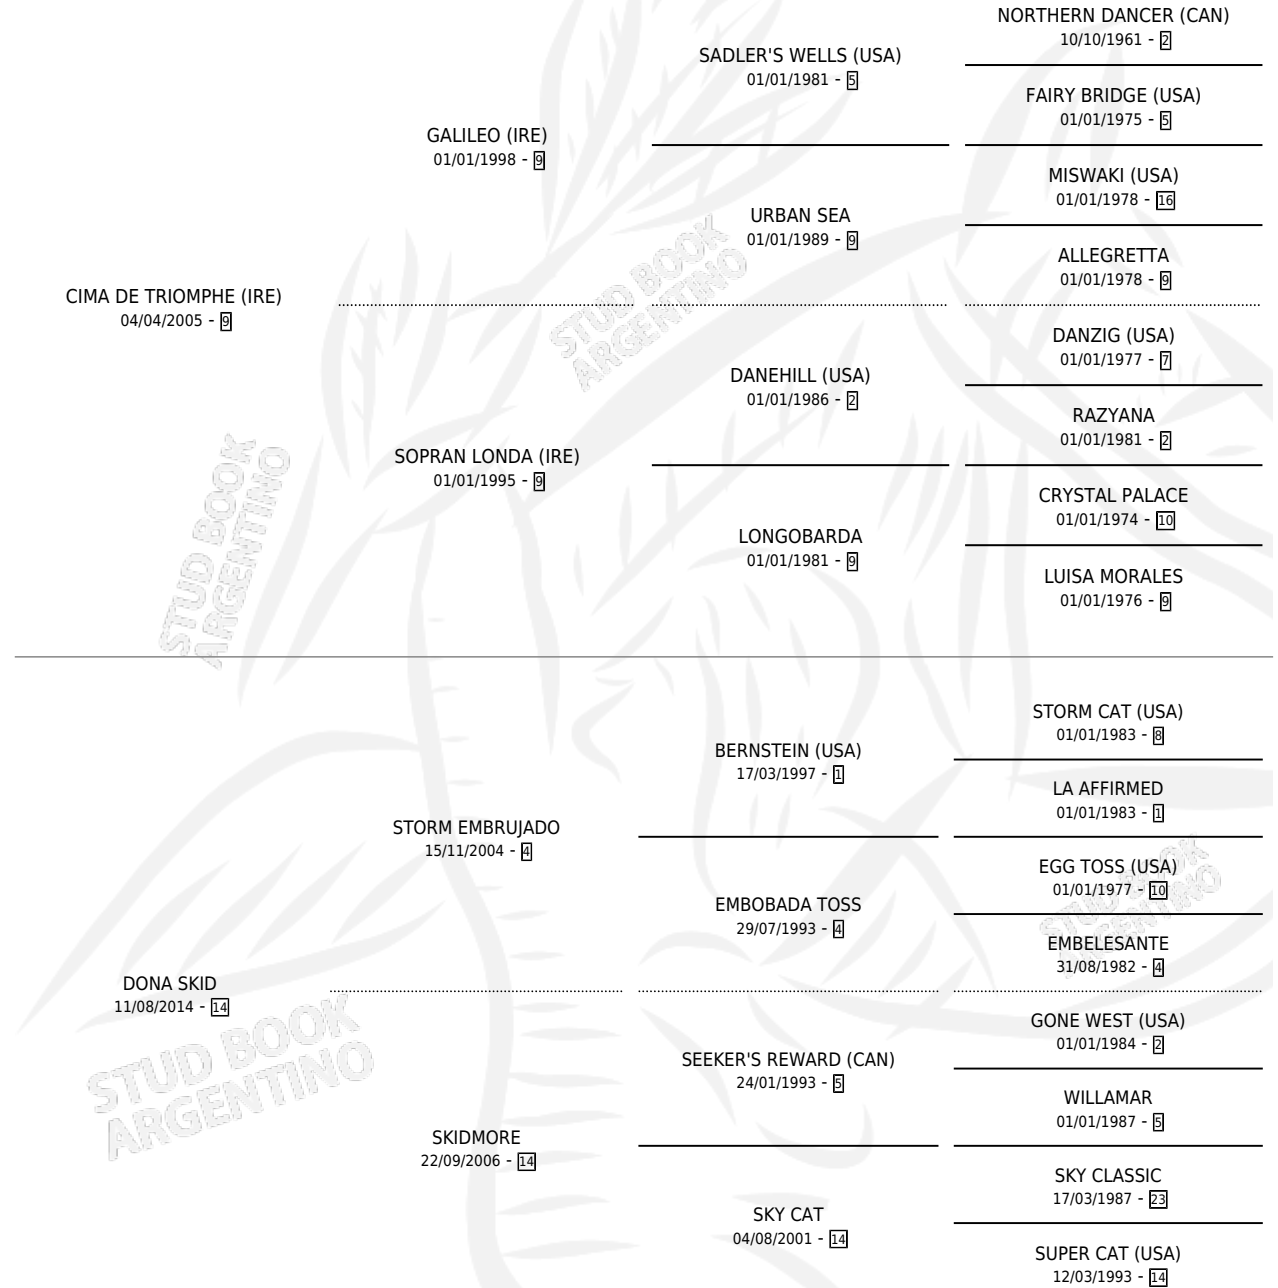 NORTHERN DANCER (CAN)
10/10/1961 - 2
SADLER'S WELLS (USA)
01/01/1981 - 5
FAIRY BRIDGE (USA)
01/01/1975 - 5
GALILEO (IRE)
01/01/1998 - 9
MISWAKI (USA)
01/01/1978 - 16
URBAN SEA
01/01/1989 - 9
ALLEGRETTA
01/01/1978 - 9
CIMA DE TRIOMPHE (IRE)
04/04/2005 - 9
DANZIG (USA)
01/01/1977 - 7
DANEHILL (USA)
01/01/1986 - 2
RAZYANA
01/01/1981 - 2
SOPRAN LONDA (IRE)
01/01/1995 - 9
CRYSTAL PALACE
01/01/1974 - 10
LONGOBARDA
01/01/1981 - 9
LUISA MORALES
01/01/1976 - 9
STORM CAT (USA)
01/01/1983 - 8
BERNSTEIN (USA)
17/03/1997 - 1
LA AFFIRMED
01/01/1983 - 1
STORM EMBRUJADO
15/11/2004 - 4
EGG TOSS (USA)
01/01/1977 - 10
EMBOBADA TOSS
29/07/1993 - 4
EMBELESANTE
31/08/1982 - 4
DONA SKID
11/08/2014 - 14
GONE WEST (USA)
01/01/1984 - 2
SEEKER'S REWARD (CAN)
24/01/1993 - 5
WILLAMAR
01/01/1987 - 5
SKIDMORE
22/09/2006 - 14
SKY CLASSIC
17/03/1987 - 23
SKY CAT
04/08/2001 - 14
SUPER CAT (USA)
12/03/1993 - 14
STUD BOOK
ARGENTINO
STUD BOOK
ARGENTINO
STUD BOOK
ARGENTINO
STUD BOOK
ARGENTINO